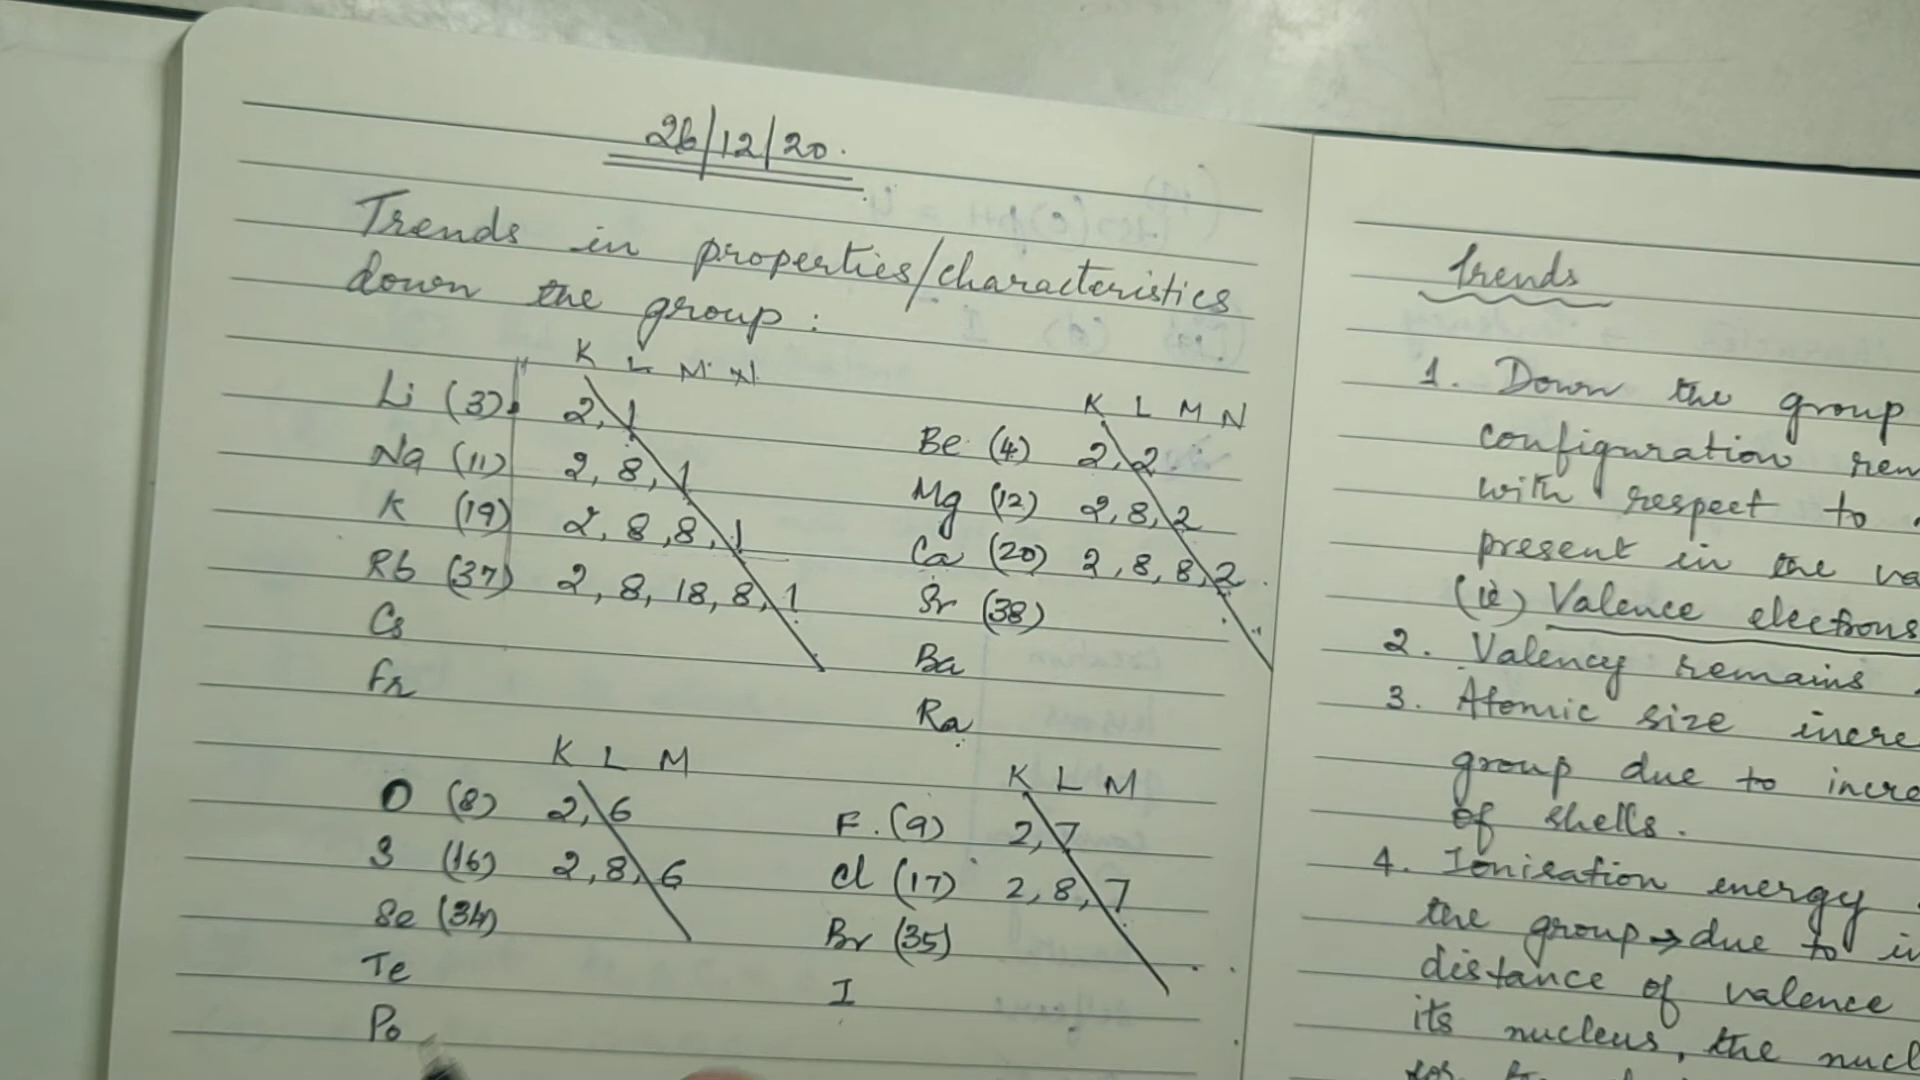 26/12/20.
Trends in properties/characteristics
down the group :
K L M N
Li (3) 2, 1
Na (11) 2, 8, 1
K (19) 2, 8, 8, 1
Rb (37) 2, 8, 18, 8, 1
Cs
Fr
K L M N
Be (4) 2, 2
Mg (12) 2, 8, 2
Ca (20) 2, 8, 8, 2
Sr (38)
Ba
Ra
K L M
O (8) 2, 6
S (16) 2, 8, 6
Se (34)
Te
Po
K L M
F. (9) 2, 7
Cl (17) 2, 8, 7
Br (35)
I
Trends
1. Down the group
configuration
with respect to
present in the
(ie) Valence electrons
2. Valency remains
3. Atomic size
group due to
of shells.
4. Ionisation energy
the group → due to
distance of valence
its nucleus, the